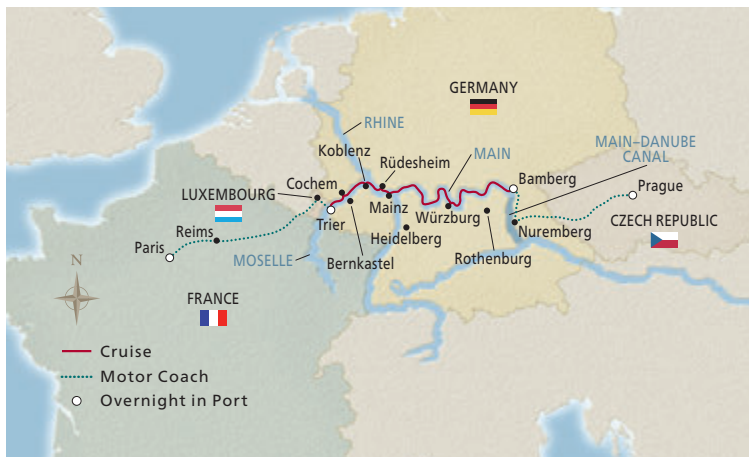 GERMANY
RHINE
Koblenz
Rüdesheim
MAIN
MAIN–DANUBE
CANAL
Cochem
Bamberg
Prague
LUXEMBOURG
Mainz
Würzburg
CZECH REPUBLIC
Trier
Reims
Heidelberg
Nuremberg
Paris
MOSELLE
Bernkastel
Rothenburg
N
FRANCE
Cruise
Motor Coach
Overnight in Port